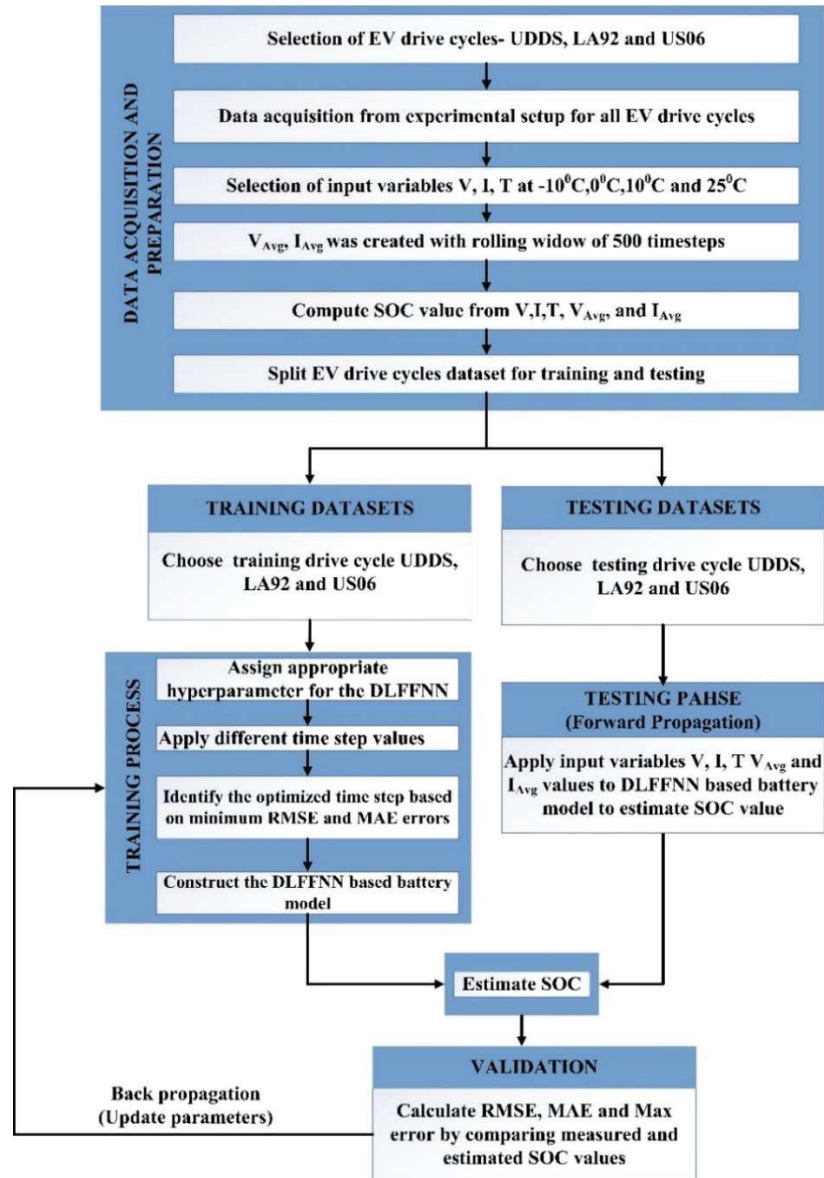 DATA ACQUISITION AND
PREPARATION
Selection of EV drive cycles- UDDS, LA92 and US06
Data acquisition from experimental setup for all EV drive cycles
Selection of input variables V, I, T at -10⁰C,0⁰C,10⁰C and 25⁰C
V_Avg, I_Avg was created with rolling widow of 500 timesteps
Compute SOC value from V,I,T, V_Avg, and I_Avg
Split EV drive cycles dataset for training and testing
TRAINING DATASETS
Choose training drive cycle UDDS,
LA92 and US06
TESTING DATASETS
Choose testing drive cycle UDDS,
LA92 and US06
TRAINING PROCESS
Assign appropriate
hyperparameter for the DLFFNN
Apply different time step values
Identify the optimized time step based
on minimum RMSE and MAE errors
Construct the DLFFNN based battery
model
TESTING PAHSE
(Forward Propagation)
Apply input variables V, I, T V_Avg and
I_Avg values to DLFFNN based battery
model to estimate SOC value
Estimate SOC
VALIDATION
Calculate RMSE, MAE and Max
error by comparing measured and
estimated SOC values
Back propagation
(Update parameters)